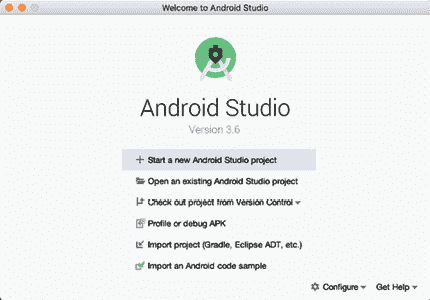 Welcome to Android Studio
Android Studio
Version 3.6
Start a new Android Studio project
Open an existing Android Studio project
Check out project from Version Control
Profile or debug APK
Import project (Gradle, Eclipse ADT, etc.)
Import an Android code sample
Configure Get Help